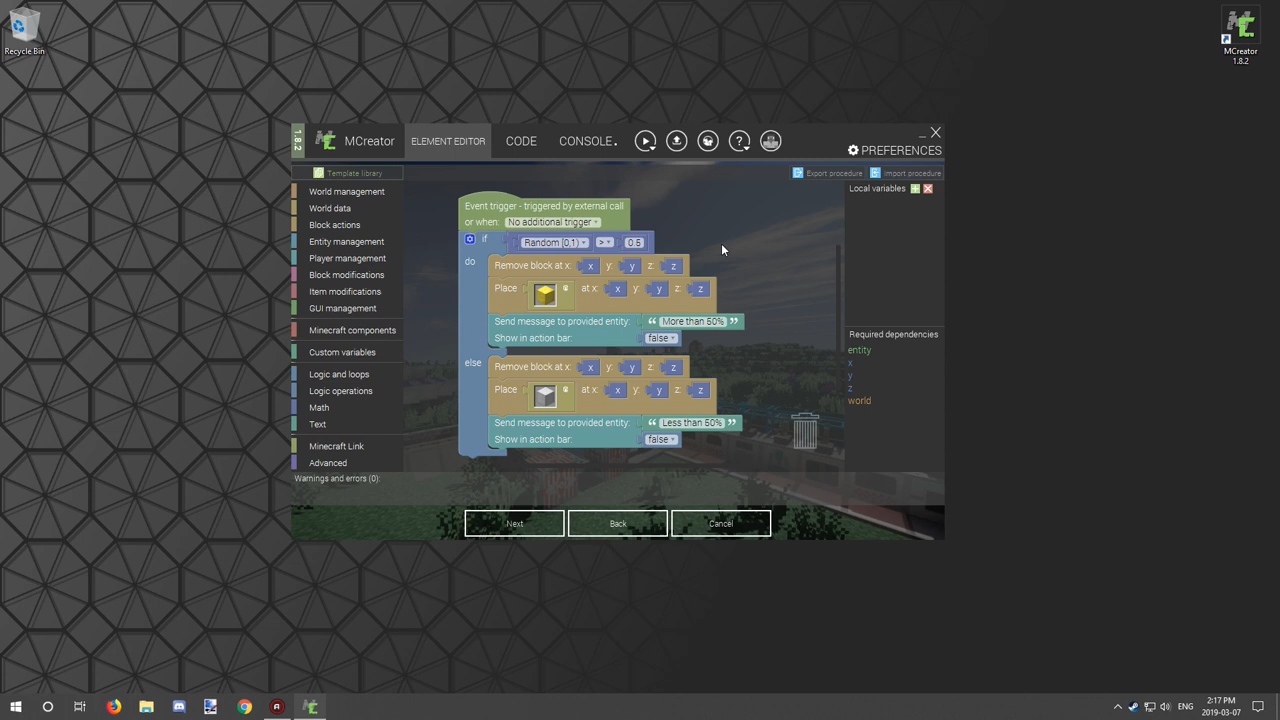 Recycle Bin
MCreator
1.8.2
1.8.2
MCreator
ELEMENT EDITOR
CODE
CONSOLE
PREFERENCES
Template library
Export procedure
Import procedure
World management
World data
Block actions
Entity management
Player management
Block modifications
Item modifications
GUI management
Minecraft components
Custom variables
Logic and loops
Logic operations
Math
Text
Minecraft Link
Advanced
Event trigger - triggered by external call
or when: No additional trigger
if Random [0,1) > 0.5
do Remove block at x: x y: y z: z
Place at x: x y: y z: z
Send message to provided entity: “ More than 50% ”
Show in action bar: false
else Remove block at x: x y: y z: z
Place at x: x y: y z: z
Send message to provided entity: “ Less than 50% ”
Show in action bar: false
Local variables
Required dependencies
entity
x
y
z
world
Warnings and errors (0):
Next Back Cancel
ENG
2:17 PM
2019-03-07